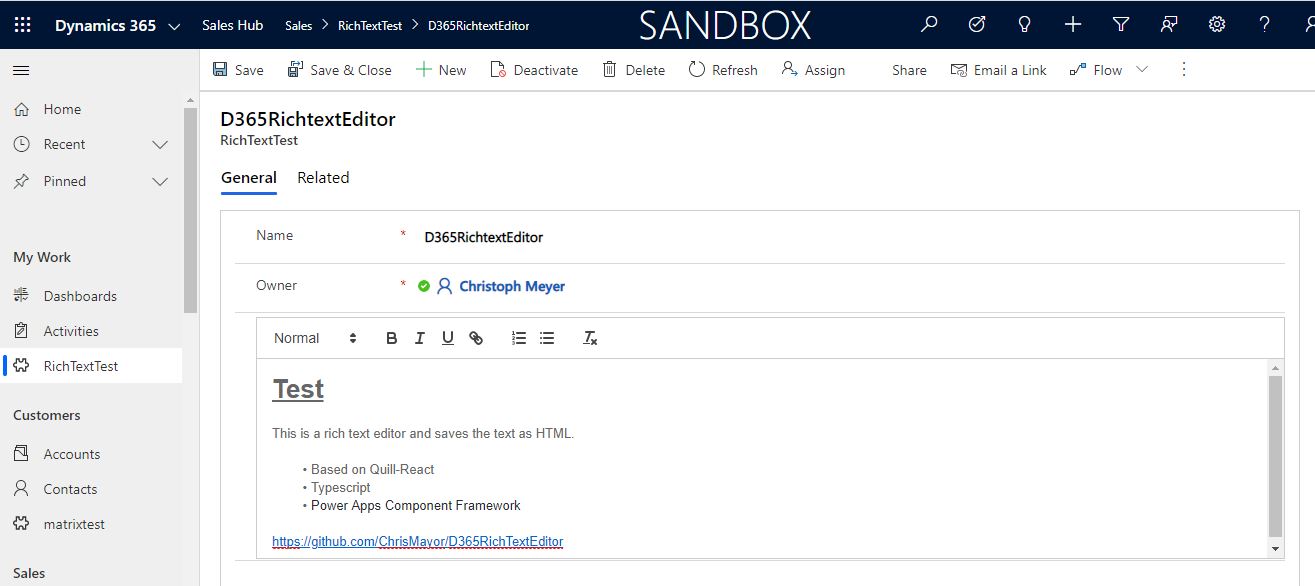 Dynamics 365 Sales Hub Sales > RichTextTest > D365RichtextEditor SANDBOX
Save Save & Close New Deactivate Delete Refresh Assign Share Email a Link Flow
Home
Recent
Pinned
My Work
Dashboards
Activities
RichTextTest
Customers
Accounts
Contacts
matrixtest
Sales
D365RichtextEditor
RichTextTest
General Related
Name * D365RichtextEditor
Owner * Christoph Meyer
Normal B I U
Test
This is a rich text editor and saves the text as HTML.
• Based on Quill-React
• Typescript
• Power Apps Component Framework
https://github.com/ChrisMayor/D365RichTextEditor